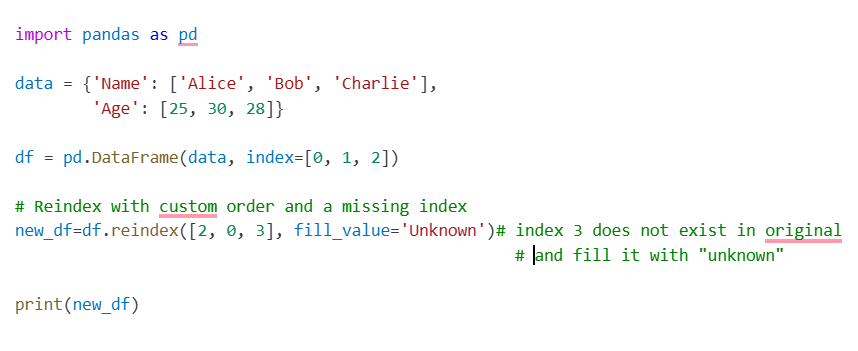 import pandas as pd
data = {'Name': ['Alice', 'Bob', 'Charlie'],
'Age': [25, 30, 28]}
df = pd.DataFrame(data, index=[0, 1, 2])
# Reindex with custom order and a missing index
new_df=df.reindex([2, 0, 3], fill_value='Unknown')# index 3 does not exist in original
# and fill it with "unknown"
print(new_df)